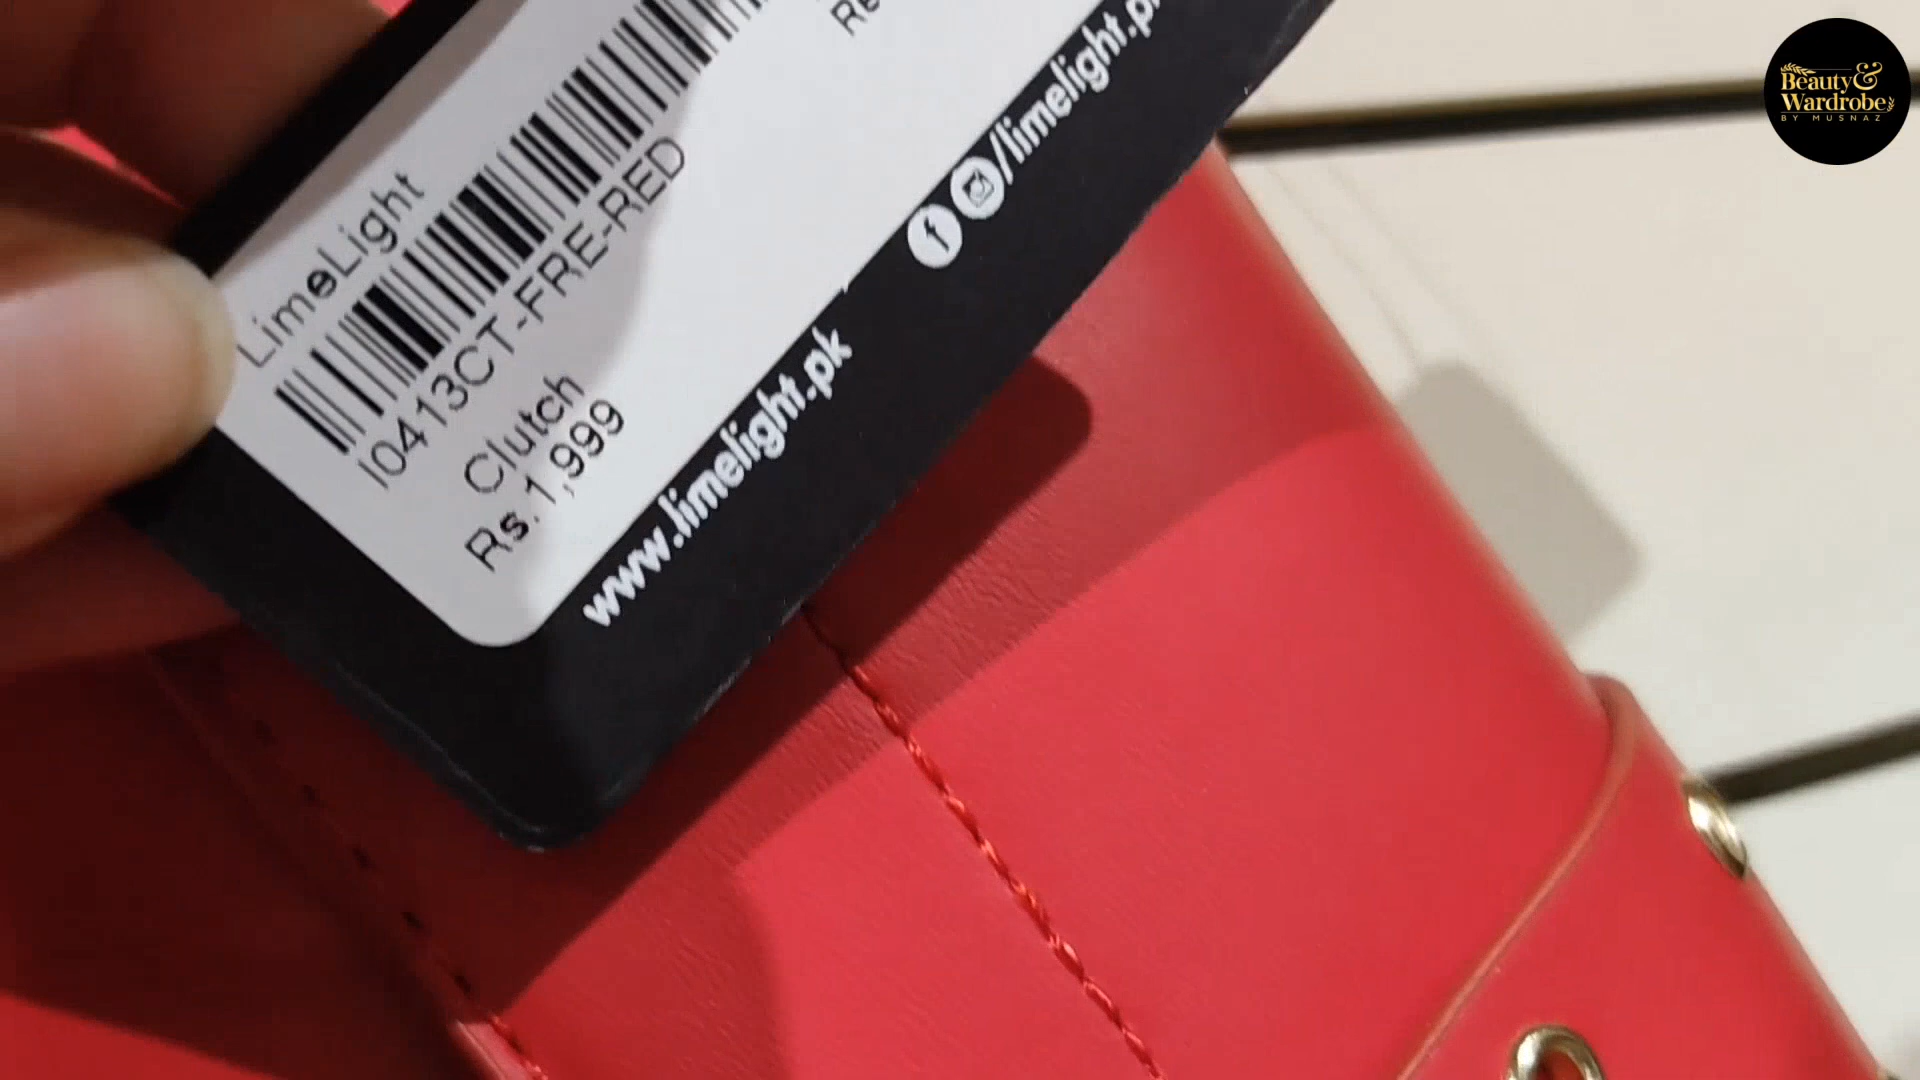 LimeLight
I0413CT-FRE-RED
Clutch
Rs.1,999
www.limelight.pk
/limelight.pk
Beauty&
Wardrobe
BY MUSNAZ